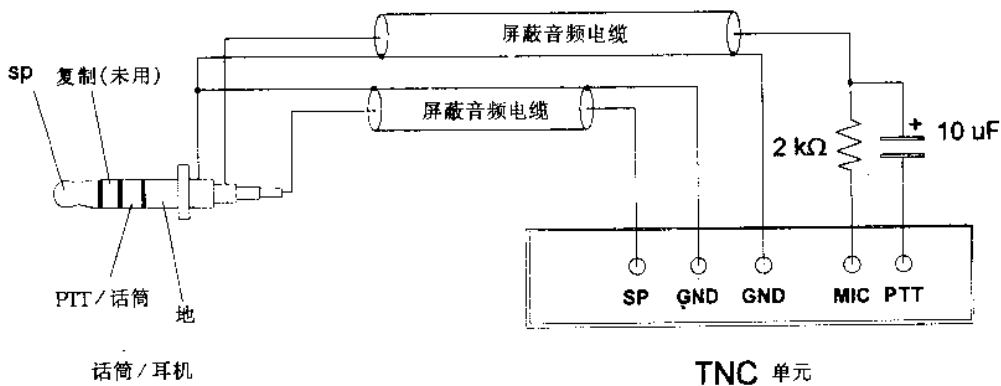 屏蔽音频电缆
sp 复制(未用)
屏蔽音频电缆
+
2 kΩ
10 uF
PTT/话筒
地
SP GND GND MIC PTT
话筒/耳机
TNC 单元